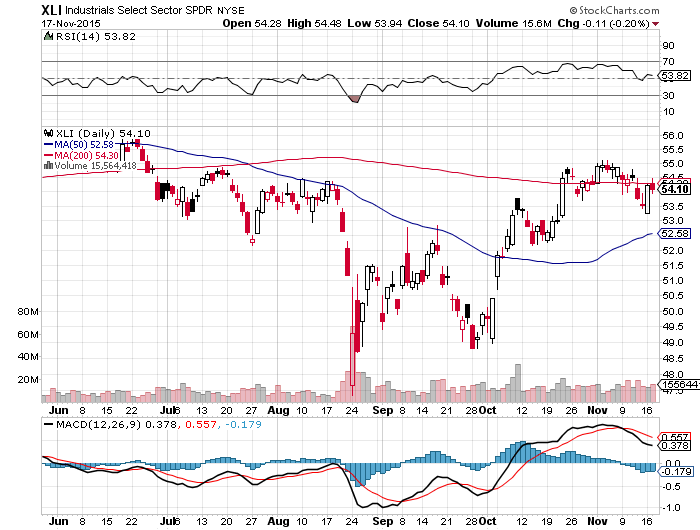 XLI Industrials Select Sector SPDR NYSE © StockCharts.com
17-Nov-2015 Open 54.28 High 54.48 Low 53.94 Close 54.10 Volume 15.6M Chg -0.11 (-0.20%)
RSI(14) 53.82
90
70
53.82
50
30
10
XLI (Daily) 54.10
MA(50) 52.58
MA(200) 54.30
Volume 15,564,418
56.0
55.5
55.0
54.5
54.10
53.5
53.0
52.58
52.0
51.5
51.0
50.5
50.0
49.5
49.0
48.5
48.0
47.5
80M
60M
40M
20M
155644
Jun 8 15 22 Jul 6 13 20 27 Aug 10 17 24 Sep 8 14 21 28 Oct 12 19 26 Nov 9 16
MACD(12,26,9) 0.378, 0.557, -0.179
0.557
0.378
0.0
-0.179
-0.5
-1.0
Jun 8 15 22 Jul 6 13 20 27 Aug 10 17 24 Sep 8 14 21 28 Oct 12 19 26 Nov 9 16